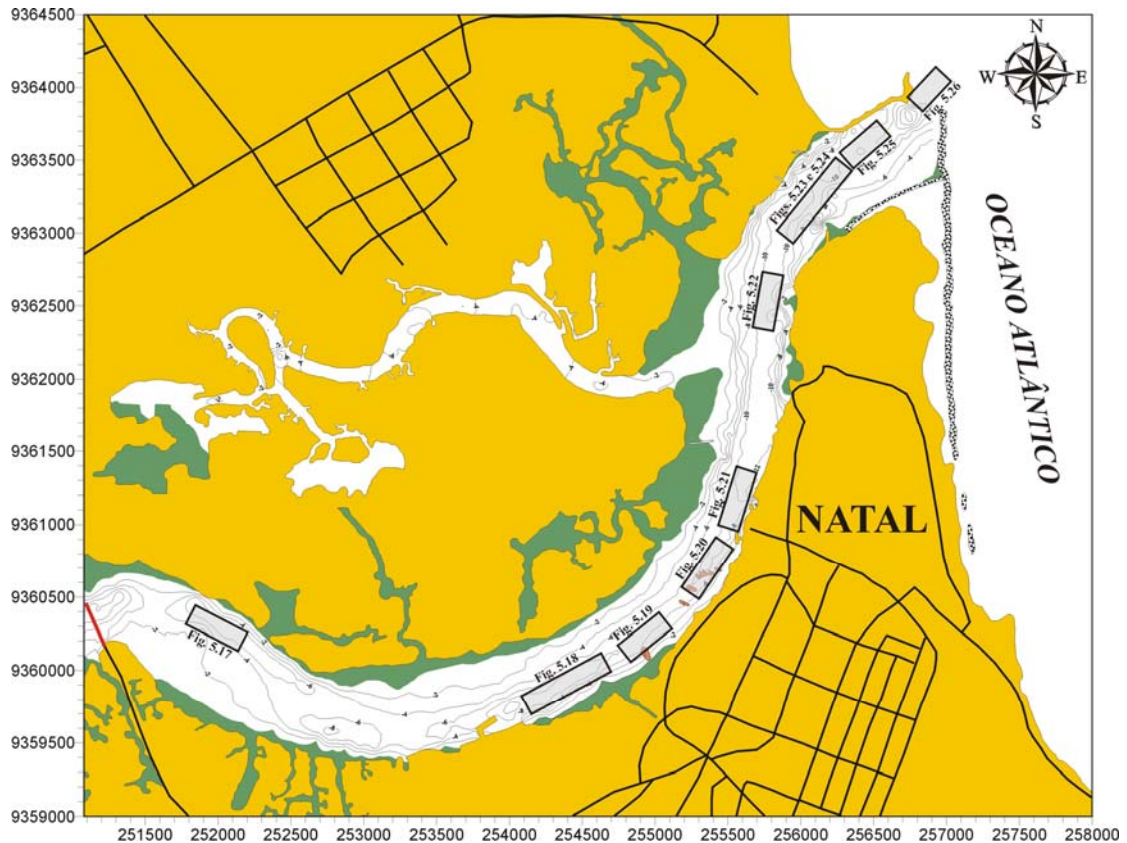 9364500
9364000
9363500
9363000
9362500
9362000
9361500
9361000
9360500
9360000
9359500
9359000
N
W E
S
Fig. 5.26
Fig. 5.25
Figs. 5.23 e 5.24
Fig. 5.22
OCEANO ATLÂNTICO
Fig. 5.21
NATAL
Fig. 5.20
Fig. 5.19
Fig. 5.18
Fig. 5.17
251500 252000 252500 253000 253500 254000 254500 255000 255500 256000 256500 257000 257500 258000